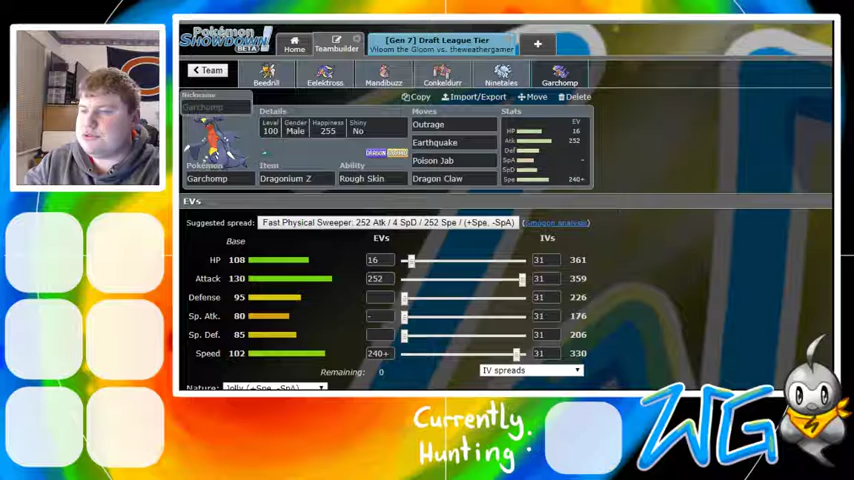 Pokémon
SHOWDOWN!
BETA
Home
Teambuilder
[Gen 7] Draft League Tier
Viloom the Gloom vs. theweathergamer
+
< Team
Beedrill
Eelektross
Mandibuzz
Conkeldurr
Ninetales
Garchomp
Copy
Import/Export
Move
Delete
Nickname
Garchomp
Details
Level
Gender
Happiness
Shiny
100
Male
255
No
DRAGON
GROUND
Pokémon
Garchomp
Item
Dragonium Z
Ability
Rough Skin
Moves
Outrage
Earthquake
Poison Jab
Dragon Claw
Stats
EV
HP 16
Atk 252
Def
SpA -
SpD
Spe 240+
EVs
Suggested spread: Fast Physical Sweeper: 252 Atk / 4 SpD / 252 Spe / (+Spe, -SpA) (Smogon analysis)
Base EVs IVs
HP 108 16 31 361
Attack 130 252 31 359
Defense 95 31 226
Sp. Atk. 80 - 31 176
Sp. Def. 85 31 206
Speed 102 240+ 31 330
Remaining: 0
IV spreads
Nature: Jolly (+Spe, -SpA)
Currently
Hunting:
WG